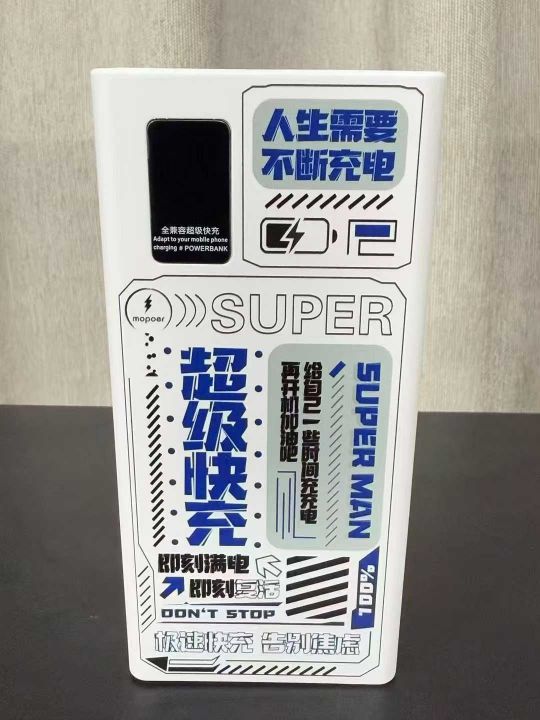 人生需要
不断充电
全兼容超级快充
Adapt to your mobile phone
charging # POWERBANK
mopoer
SUPER
超级快充
给自己一些时间充充电
再开机加油吧
SUPER MAN
即刻满电
即刻复活
DON'T STOP
100%
极速快充 告别焦虑